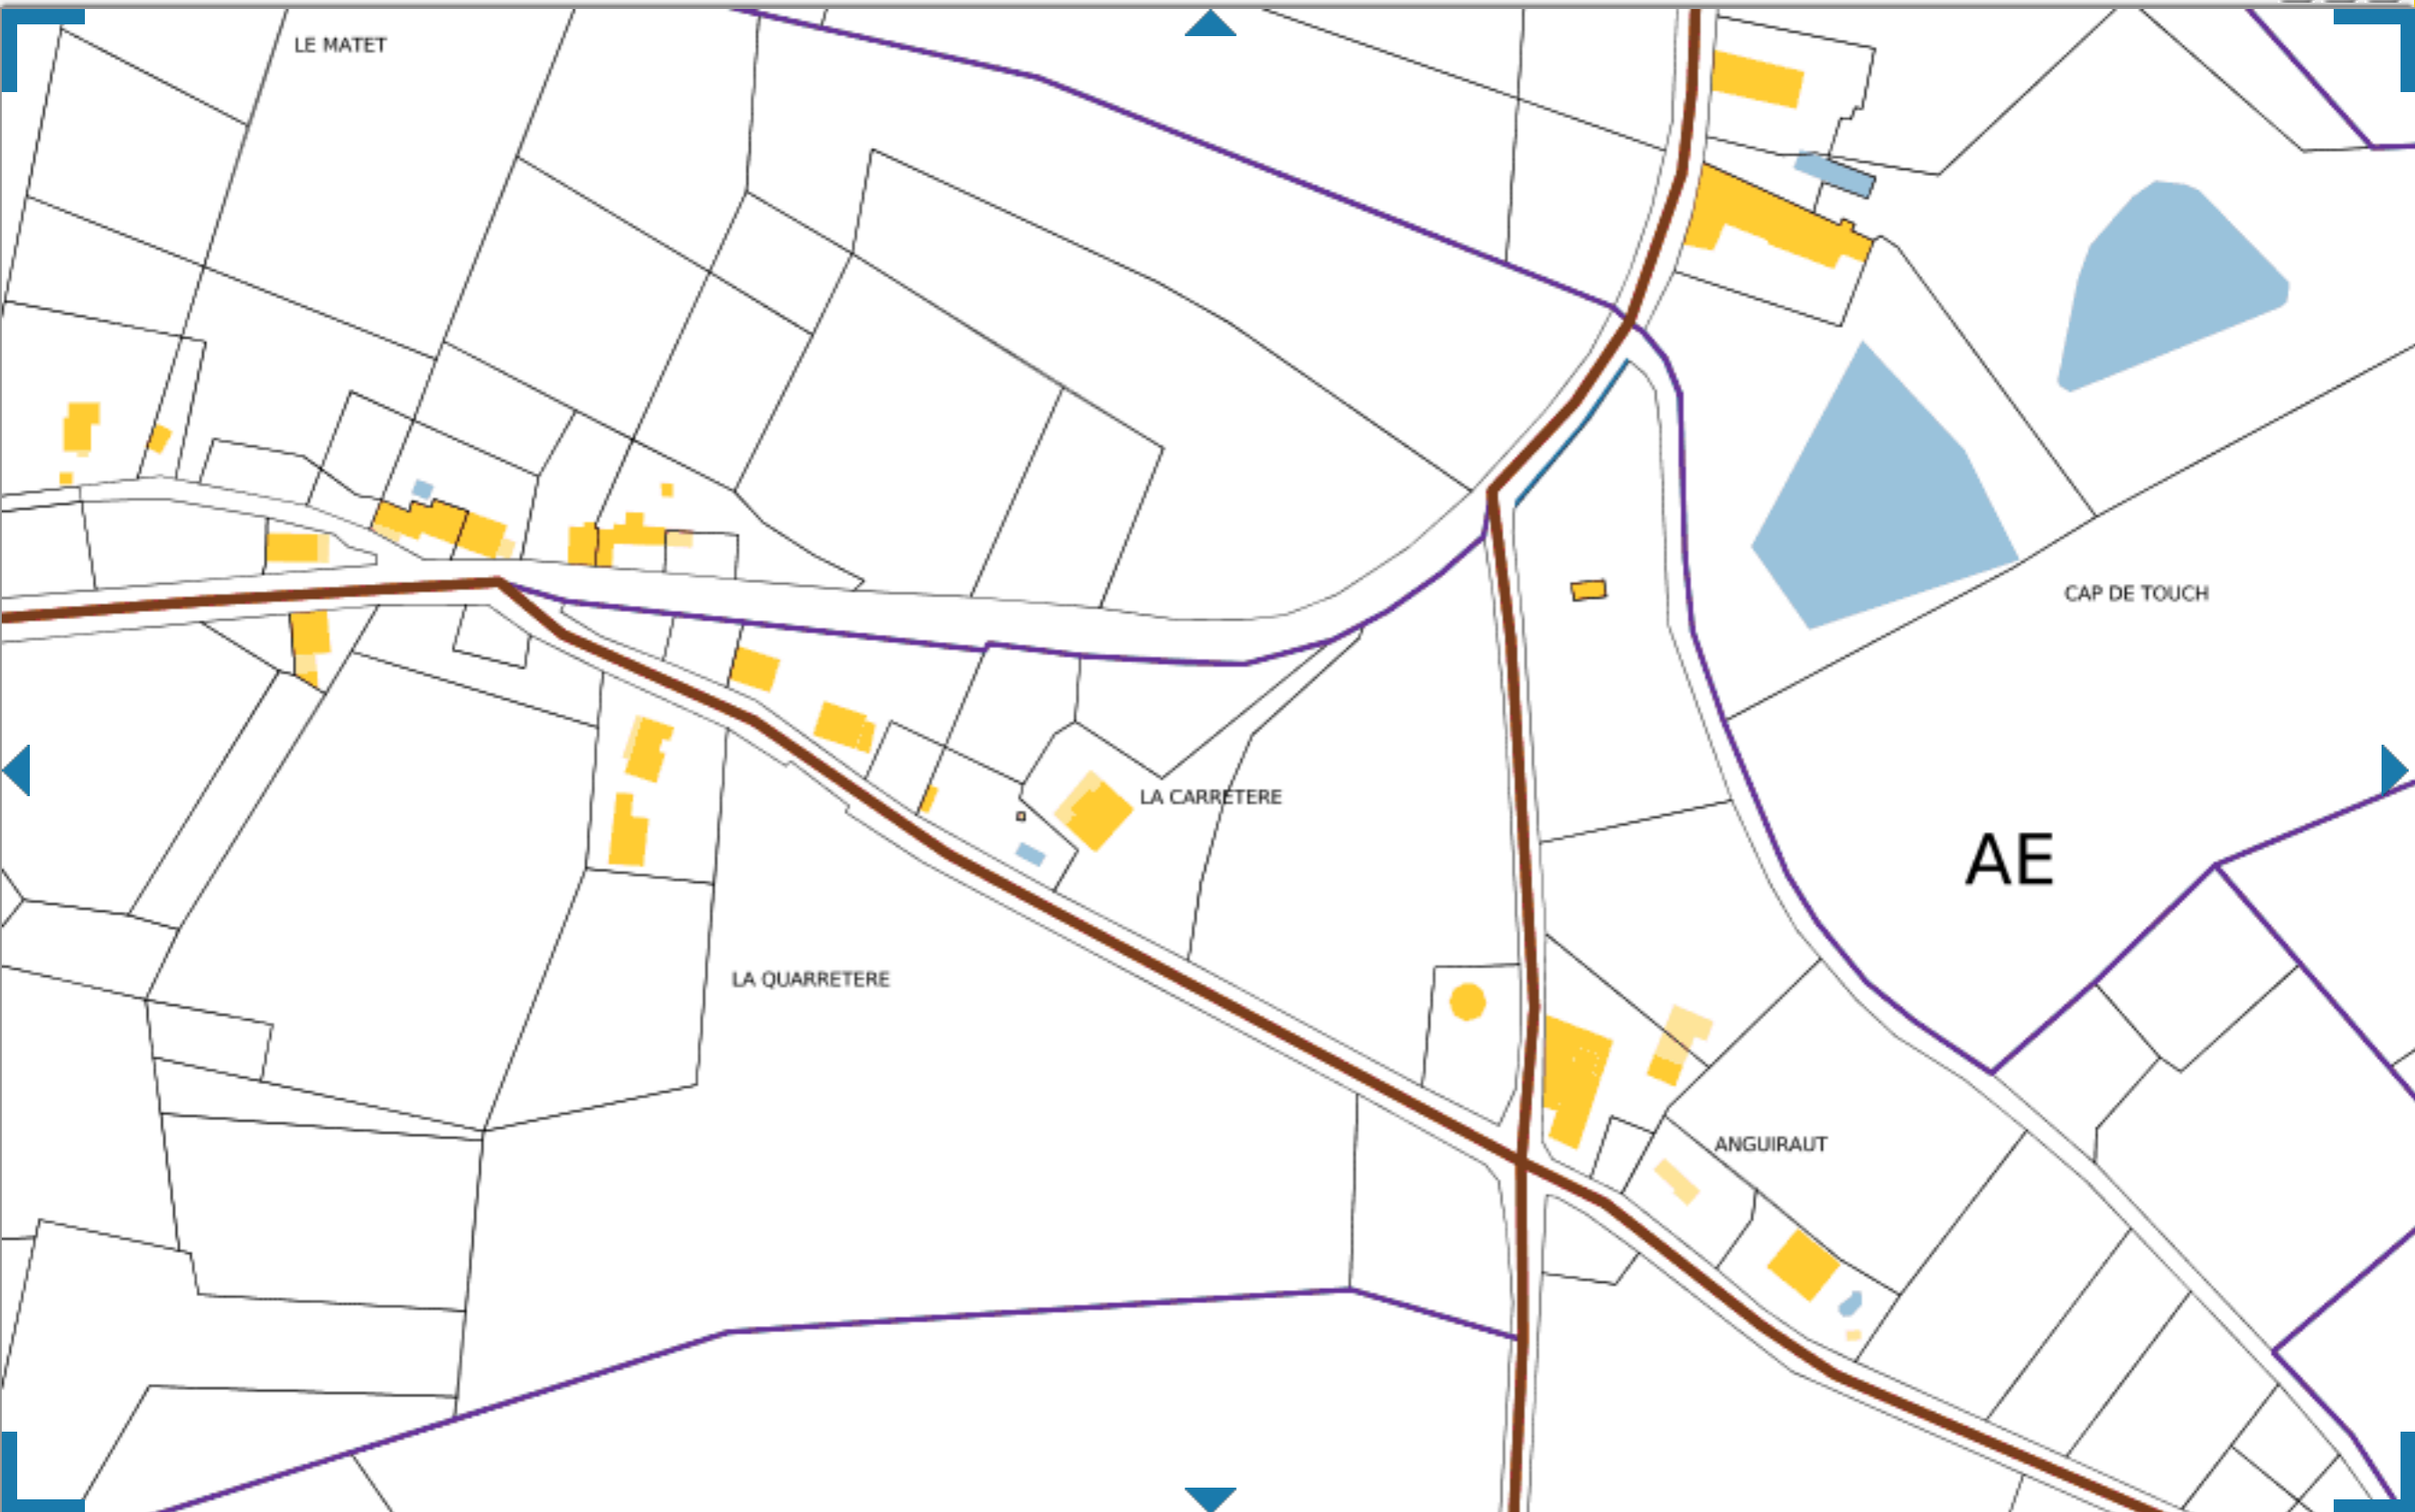 LE MATET
CAP DE TOUCH
LA CARRETERE
AE
LA QUARRETERE
ANGUIRAUT